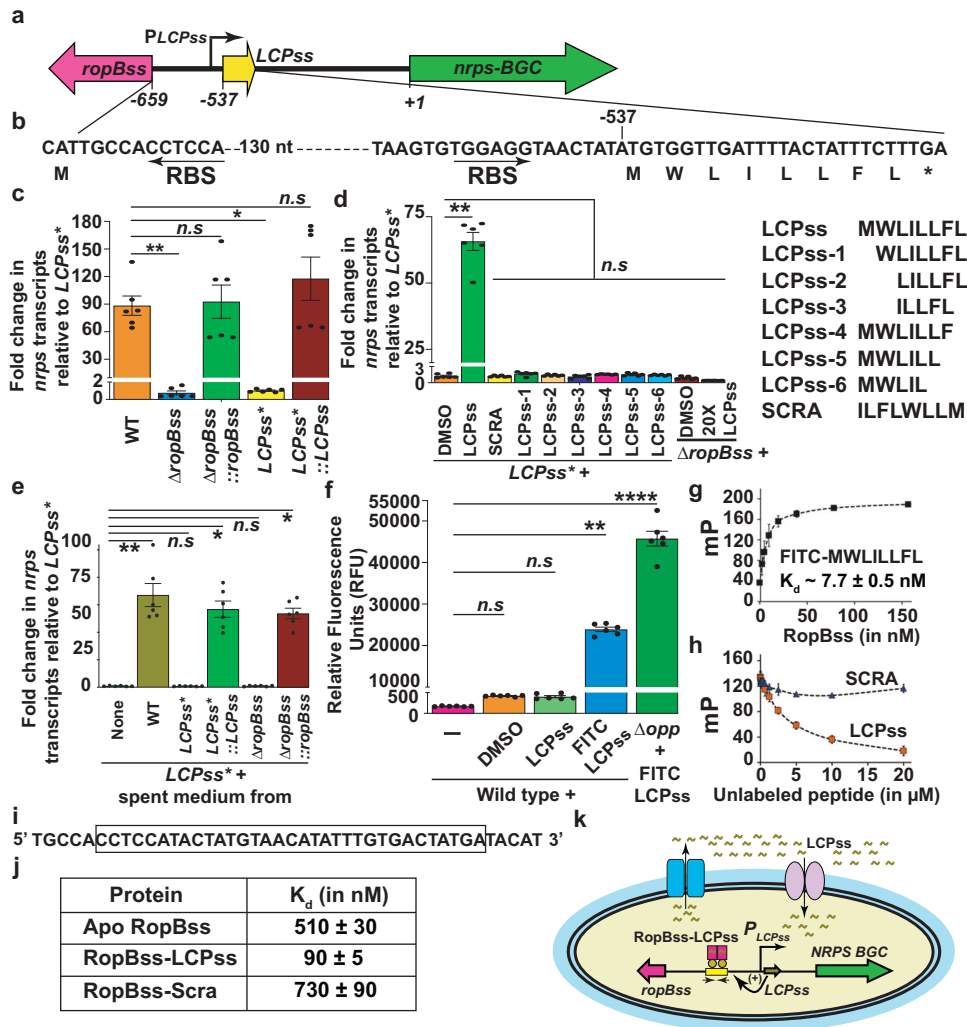 a
PLCPss
LCPss
ropBss
nrps-BGC
-659
-537
+1
b
-537
CATTGCCACCTCCA
130 nt
TAAGTGTGGAGGTAACTATATGTGGTTGATTTTACTATTTCTTTGA
M
RBS
RBS
M W L I L L F L *
c
Fold change in
nrps transcripts
relative to LCPss*
180
150
120
90
60
30
2
0
n.s
*
n.s
**
WT
ΔropBss
ΔropBss
::ropBss
LCPss*
LCPss*
::LCPss
d
Fold change in
nrps transcripts
relative to LCPss*
75
50
25
3
0
**
n.s
DMSO
LCPss
SCRA
LCPss-1
LCPss-2
LCPss-3
LCPss-4
LCPss-5
LCPss-6
DMSO
20X
LCPss
LCPss* +
ΔropBss +
LCPss MWLILLFL
LCPss-1 WLILLFL
LCPss-2 LILLFL
LCPss-3 ILLFL
LCPss-4 MWLILLF
LCPss-5 MWLILL
LCPss-6 MWLIL
SCRA ILFLWLLM
e
Fold change in nrps
transcripts relative to LCPss*
100
75
50
25
0
*
n.s
*
n.s
**
None
WT
LCPss*
LCPss*
::LCPss
ΔropBss
ΔropBss
::ropBss
LCPss* +
spent medium from
f
Relative Fluorescence
Units (RFU)
55000
50000
40000
30000
20000
10000
500
0
****
**
n.s
n.s
I
DMSO
LCPss
FITC
LCPss
Δopp
+
FITC
LCPss
Wild type +
g
mP
190
160
130
100
70
40
FITC-MWLILLFL
Kd ~ 7.7 ± 0.5 nM
0 50 100 150
RopBss (in nM)
h
mP
160
120
80
40
0
SCRA
LCPss
0 5 10 15 20
Unlabeled peptide (in µM)
i
5’ TGCCACCTCCATACTATGTAACATATTTGTGACTATGATACAT 3’
j
Protein Kd (in nM)
Apo RopBss 510 ± 30
RopBss-LCPss 90 ± 5
RopBss-Scra 730 ± 90
k
LCPss
RopBss-LCPss
PLCPss
NRPS BGC
(+)
ropBss
LCPss